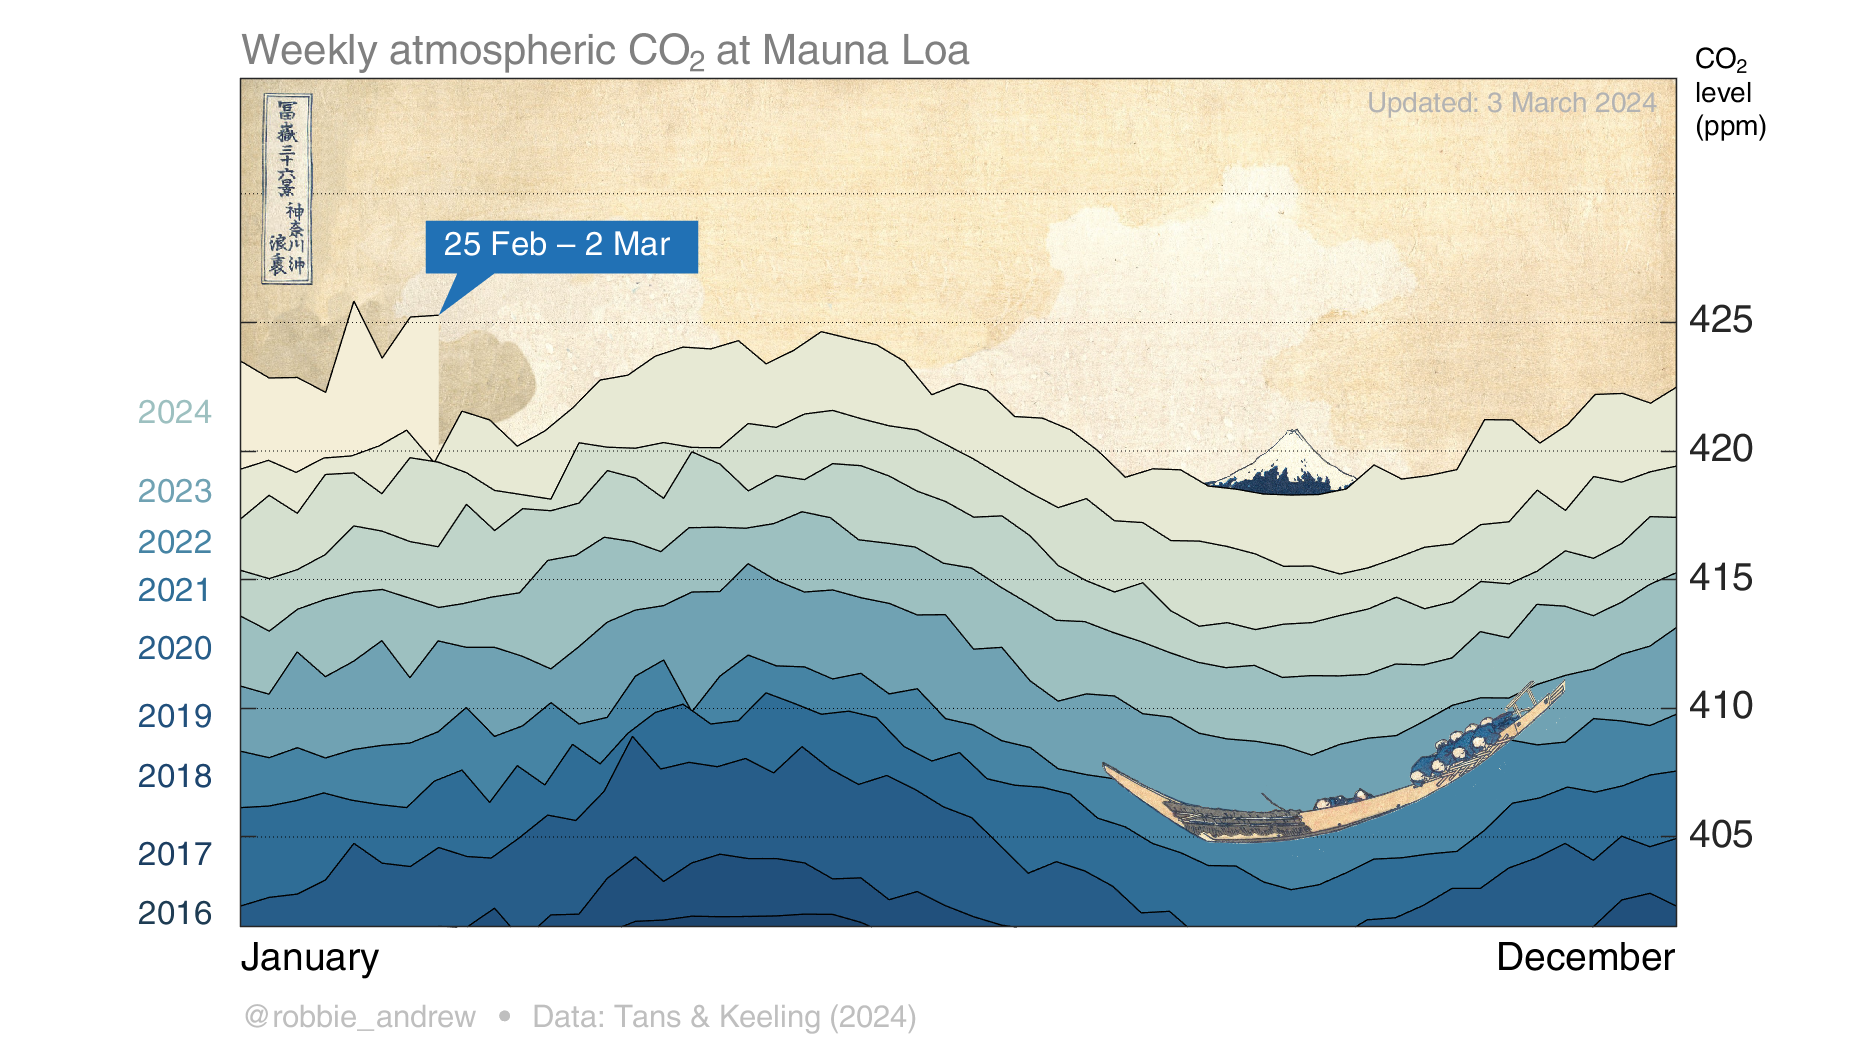 Weekly atmospheric CO₂ at Mauna Loa
CO₂
level
(ppm)
Updated: 3 March 2024
冨嶽三十六景
神奈川沖
浪裏
25 Feb – 2 Mar
425
2024
420
2023
2022
415
2021
2020
410
2019
2018
405
2017
2016
January
December
@robbie_andrew • Data: Tans & Keeling (2024)